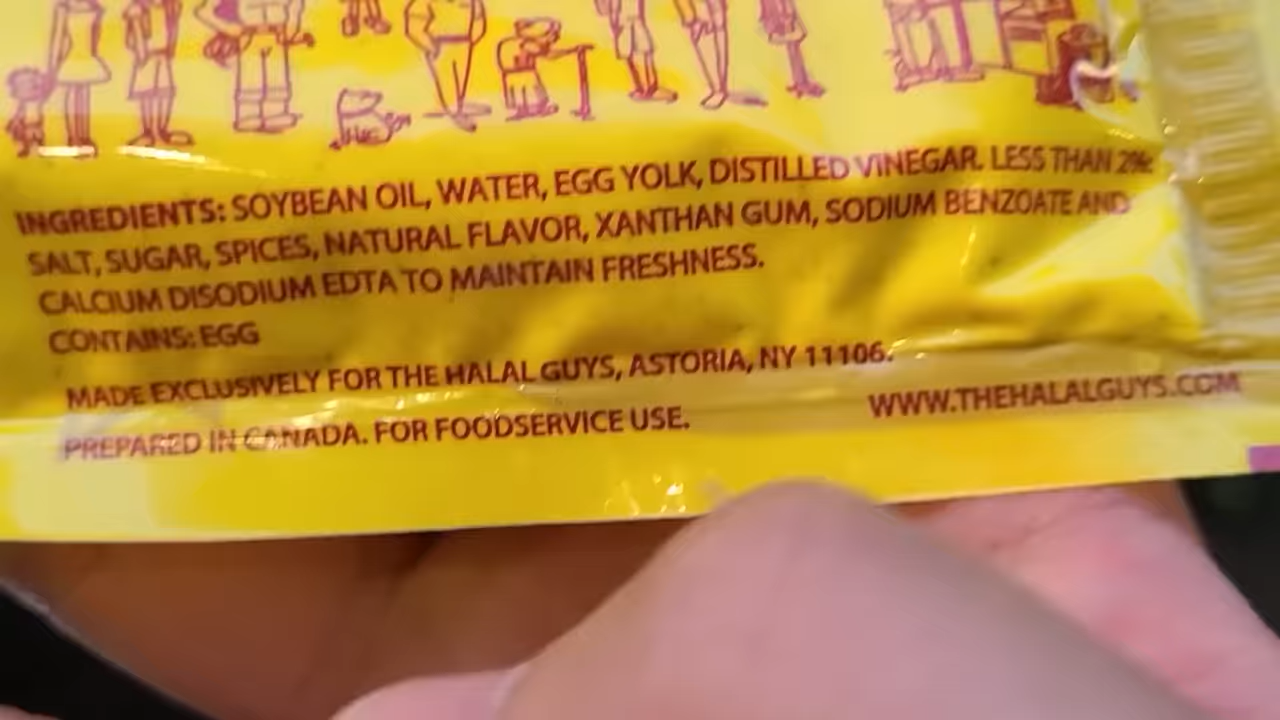 INGREDIENTS: SOYBEAN OIL, WATER, EGG YOLK, DISTILLED VINEGAR. LESS THAN 2%:
SALT, SUGAR, SPICES, NATURAL FLAVOR, XANTHAN GUM, SODIUM BENZOATE AND
CALCIUM DISODIUM EDTA TO MAINTAIN FRESHNESS.
CONTAINS: EGG
MADE EXCLUSIVELY FOR THE HALAL GUYS, ASTORIA, NY 11106.
PREPARED IN CANADA. FOR FOODSERVICE USE.
WWW.THEHALALGUYS.COM